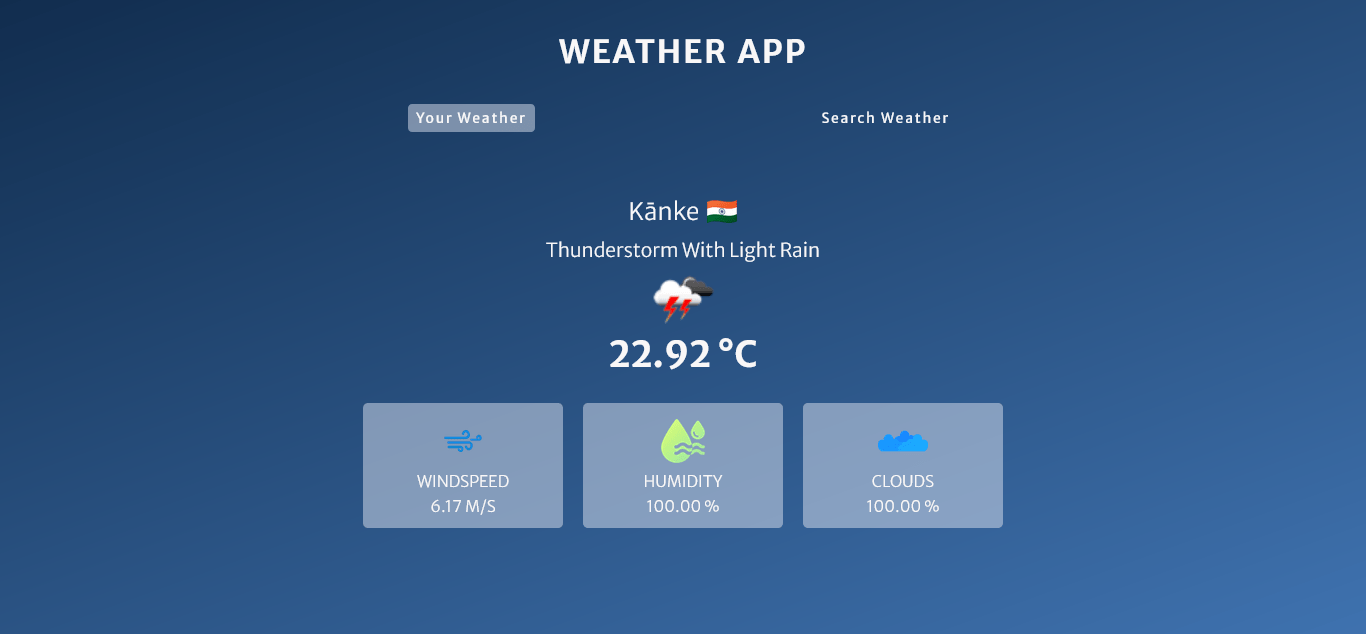 WEATHER APP
Your Weather
Search Weather
Kānke
Thunderstorm With Light Rain
22.92 °C
WINDSPEED
6.17 M/S
HUMIDITY
100.00 %
CLOUDS
100.00 %